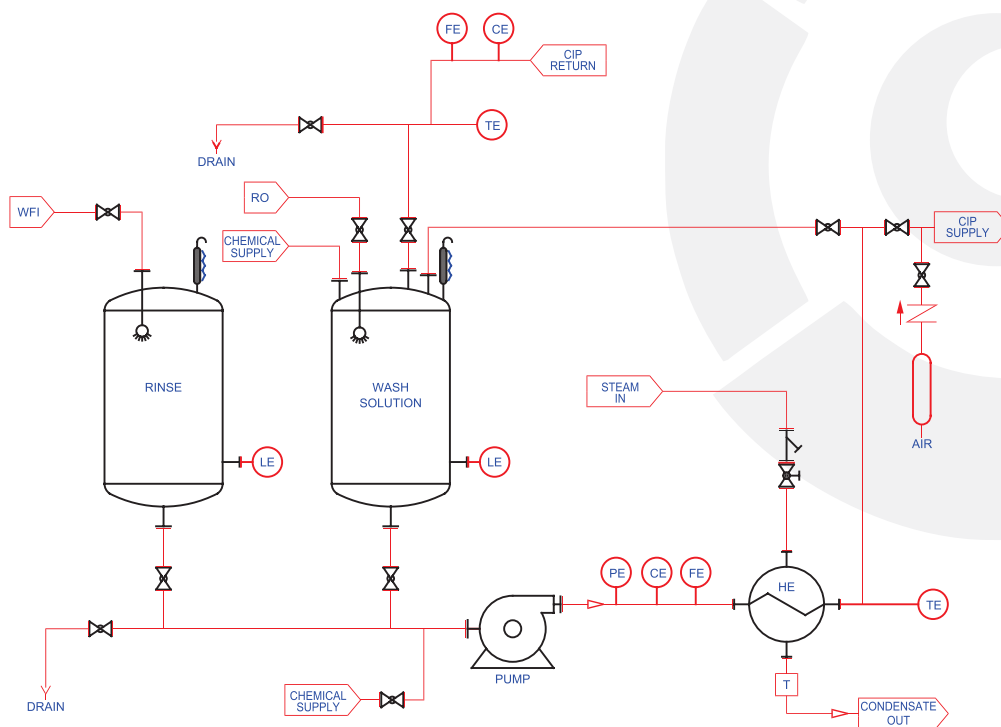 FE
CE
CIP
RETURN
TE
DRAIN
RO
WFI
CHEMICAL
SUPPLY
CIP
SUPPLY
RINSE
WASH
SOLUTION
STEAM
IN
AIR
LE
LE
PE
CE
FE
HE
TE
PUMP
T
DRAIN
CHEMICAL
SUPPLY
CONDENSATE
OUT